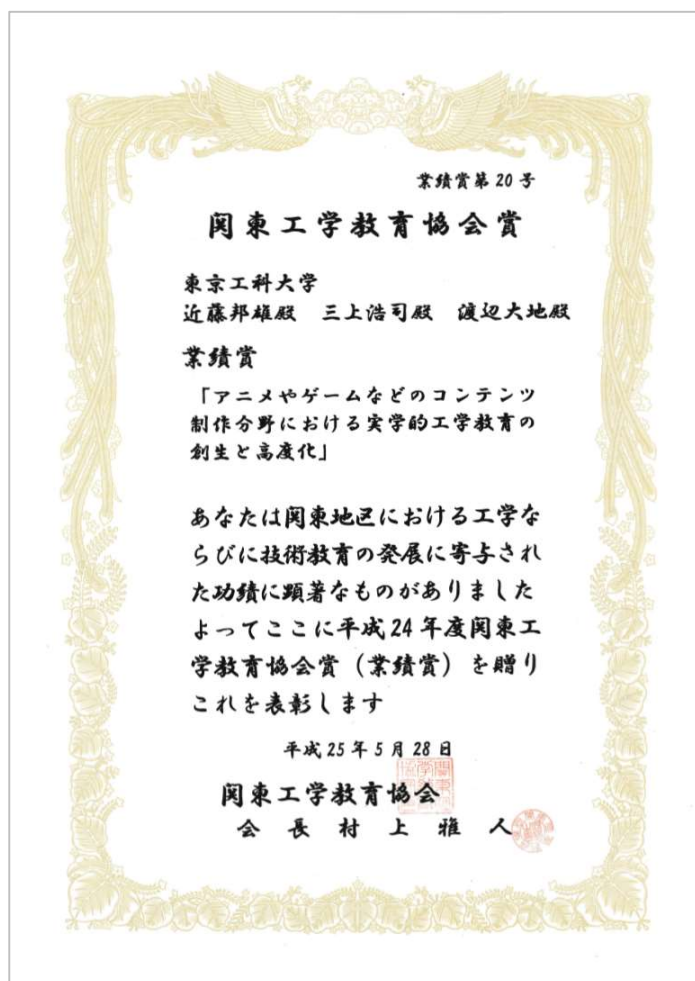 業績賞第20号
関東工学教育協会賞
東京工科大学
近藤邦雄殿 三上浩司殿 渡辺大地殿
業績賞
「アニメやゲームなどのコンテンツ
制作分野における実学的工学教育の
創生と高度化」
あなたは関東地区における工学な
らびに技術教育の発展に寄与され
た功績に顕著なものがありました
よってここに平成24年度関東工
学教育協会賞（業績賞）を贈り
これを表彰します
平成25年5月28日
関東工学教育協会
会長村上雅人